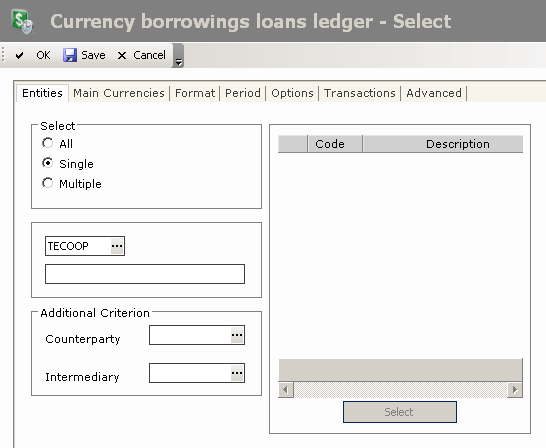 Currency borrowings loans ledger - Select
OK Save Cancel
Entities Main Currencies Format Period Options Transactions Advanced
Select
All
Single
Multiple
TECOOP ...
Additional Criterion
Counterparty ...
Intermediary ...
Code Description
Select